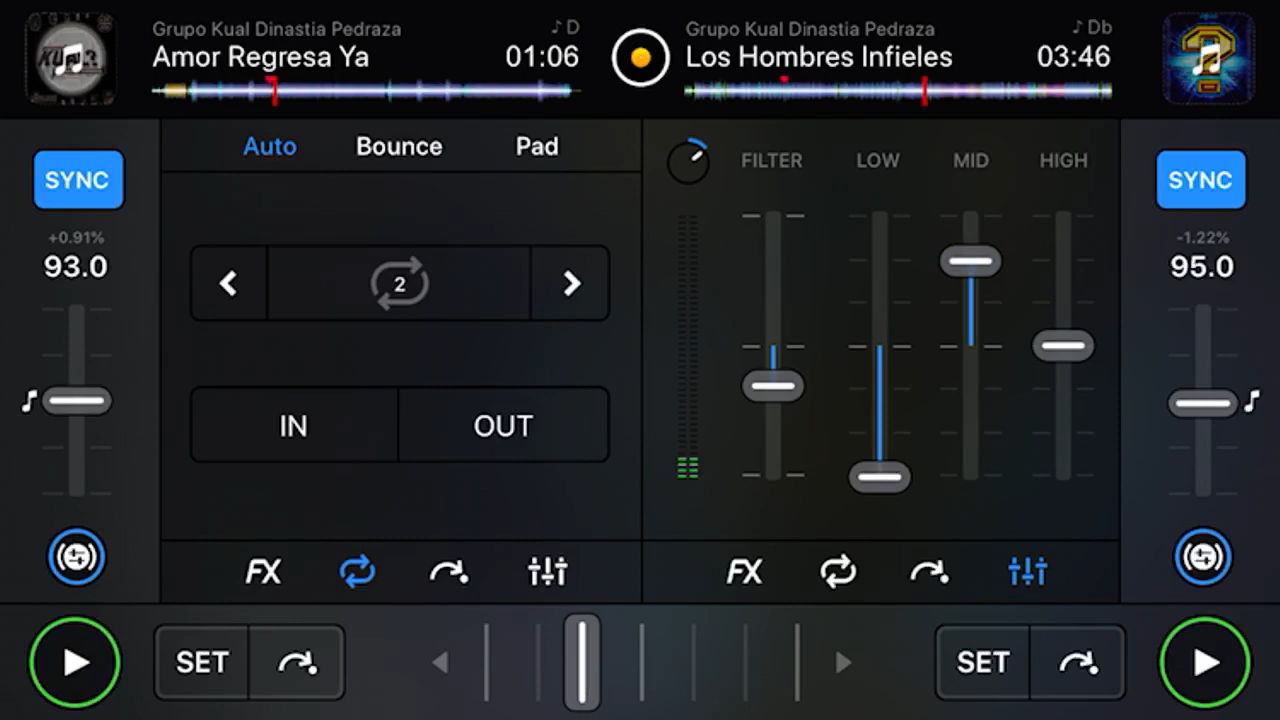 Grupo Kual Dinastia Pedraza
♪ D
Amor Regresa Ya
01:06
Grupo Kual Dinastia Pedraza
♪ Db
Los Hombres Infieles
03:46
SYNC
+0.91%
93.0
Auto Bounce Pad
2
IN OUT
FX
FILTER LOW MID HIGH
FX
SYNC
-1.22%
95.0
SET
SET